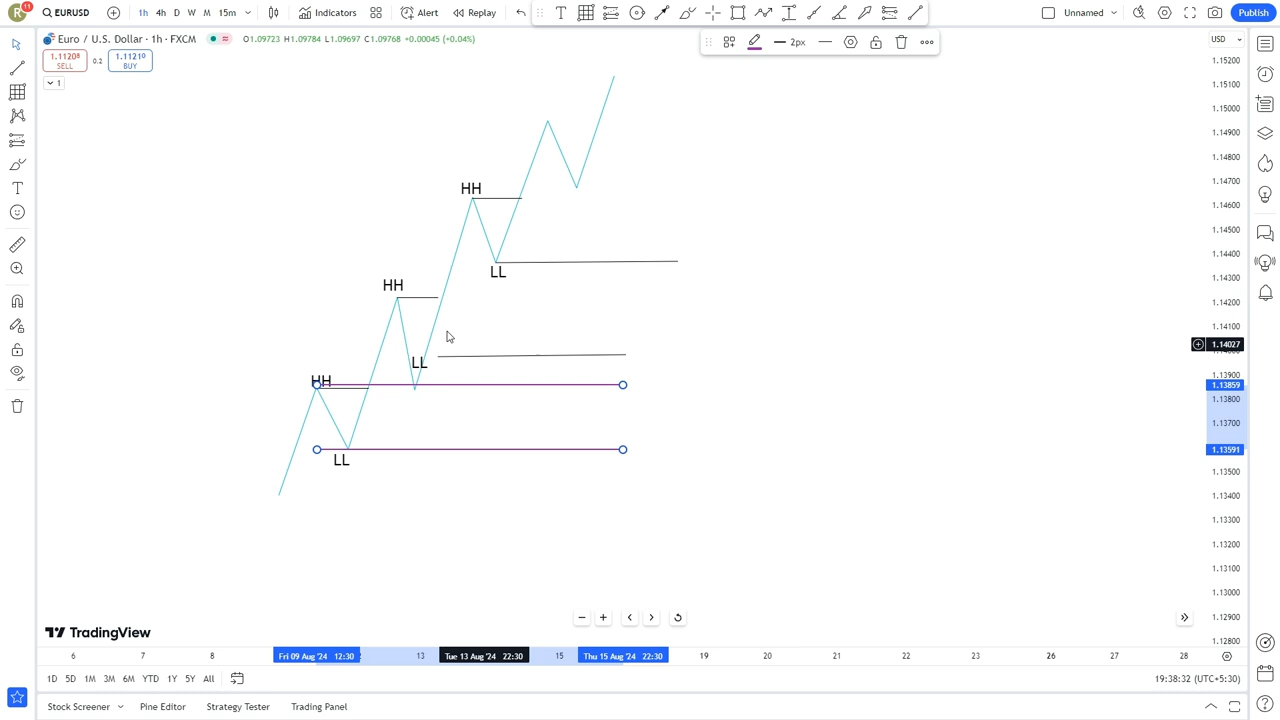 R 11 EURUSD 1h 4h D W M 15m Indicators Alert Replay Unnamed Publish
Euro / U.S. Dollar · 1h · FXCM O1.09723 H1.09784 L1.09697 C1.09768 +0.00045 (+0.04%)
2px
USD
1.11208 SELL 0.2 1.11210 BUY
1
1.15200
1.15100
1.15000
1.14900
1.14800
1.14700
HH
1.14600
1.14500
1.14400
LL
1.14300
HH
1.14200
1.14100
1.14027
LL
1.13900
HH
1.13859
1.13800
1.13700
1.13591
LL
1.13500
1.13400
1.13300
1.13200
1.13100
1.13000
1.12900
TradingView
1.12800
6 7 8 Fri 09 Aug '24 12:30 13 Tue 13 Aug '24 22:30 15 Thu 15 Aug '24 22:30 19 20 21 22 23 24 25 26 27 28
1D 5D 1M 3M 6M YTD 1Y 5Y All 19:38:32 (UTC+5:30)
Stock Screener Pine Editor Strategy Tester Trading Panel